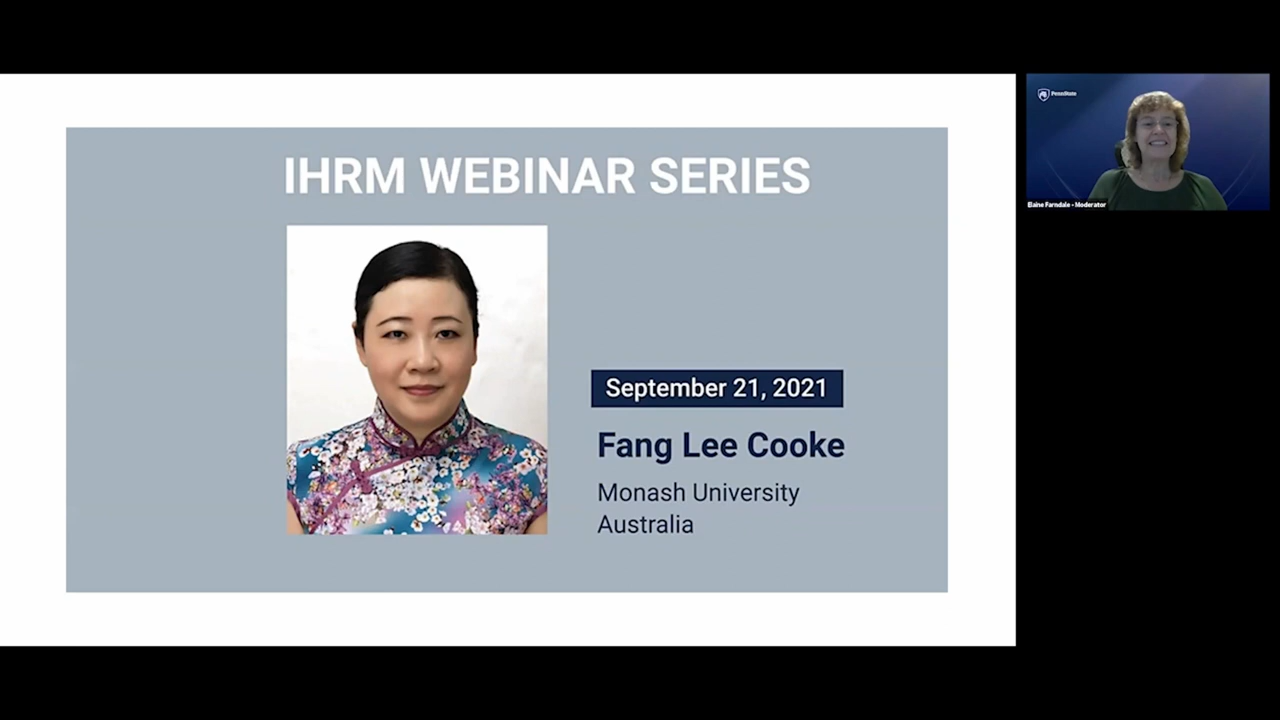 IHRM WEBINAR SERIES
September 21, 2021
Fang Lee Cooke
Monash University
Australia
PennState
Elaine Farndale - Moderator